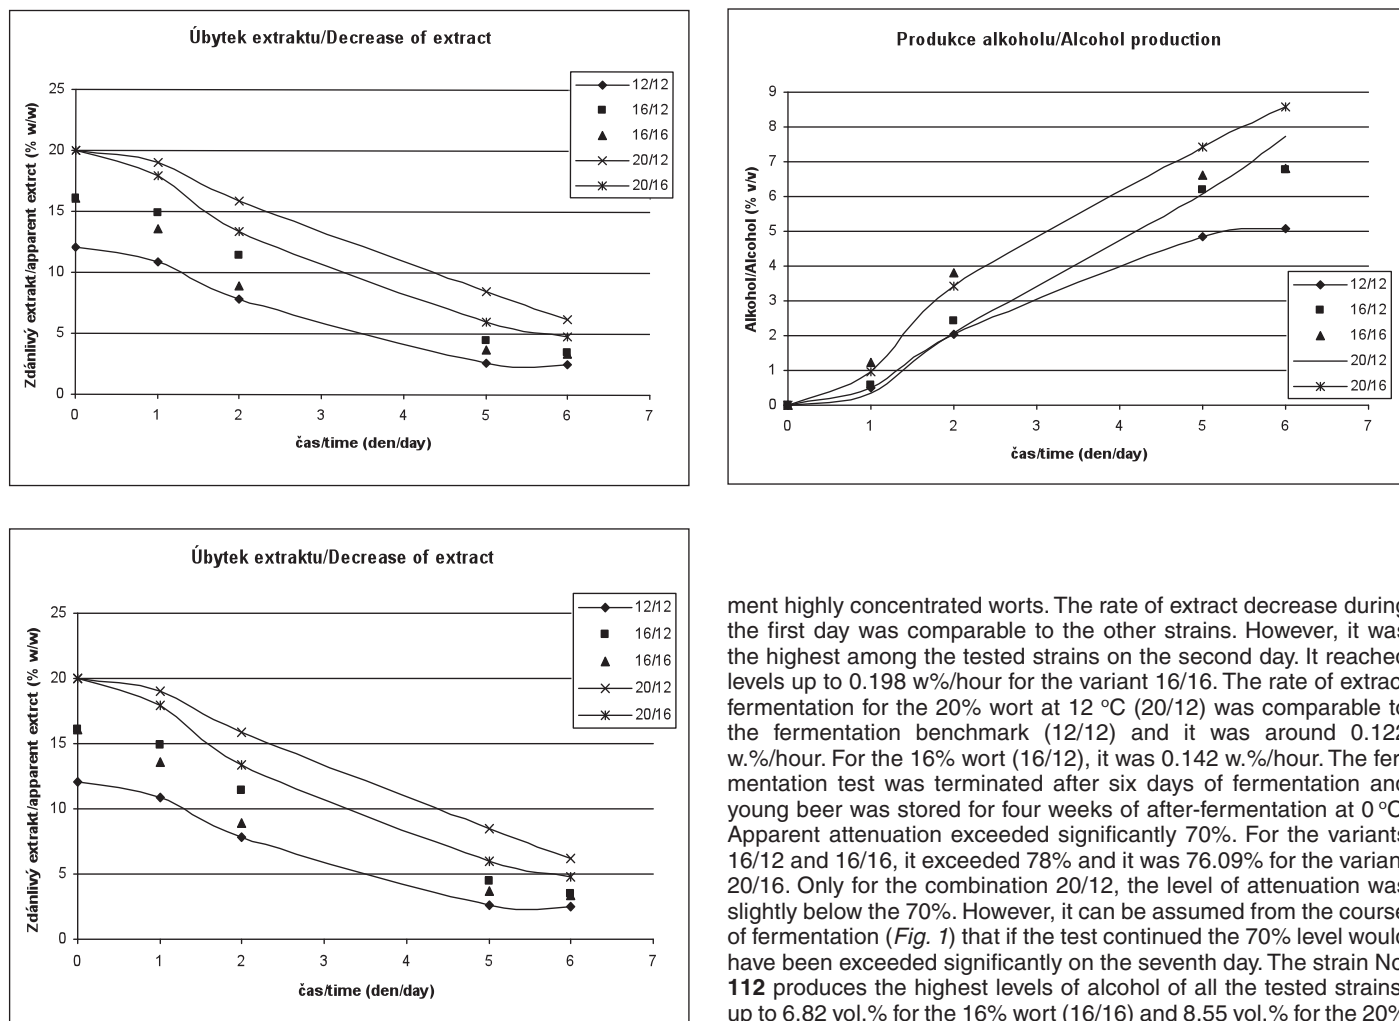 Úbytek extraktu/Decrease of extract
Zdánlivý extrakt/apparent extrct (% w/w)
25
20
15
10
5
0
0 1 2 3 4 5 6 7
čas/time (den/day)
12/12
16/12
16/16
20/12
20/16
Produkce alkoholu/Alcohol production
Alkohol/Alcohol (% v/v)
9
8
7
6
5
4
3
2
1
0
0 1 2 3 4 5 6 7
čas/time (den/day)
12/12
16/12
16/16
20/12
20/16
Úbytek extraktu/Decrease of extract
Zdánlivý extrakt/apparent extrct (% w/w)
25
20
15
10
5
0
0 1 2 3 4 5 6 7
čas/time (den/day)
12/12
16/12
16/16
20/12
20/16
ment highly concentrated worts. The rate of extract decrease during
the first day was comparable to the other strains. However, it was
the highest among the tested strains on the second day. It reached
levels up to 0.198 w%/hour for the variant 16/16. The rate of extract
fermentation for the 20% wort at 12 °C (20/12) was comparable to
the fermentation benchmark (12/12) and it was around 0.122
w.%/hour. For the 16% wort (16/12), it was 0.142 w.%/hour. The fer
mentation test was terminated after six days of fermentation and
young beer was stored for four weeks of after-fermentation at 0 °C
Apparent attenuation exceeded significantly 70%. For the variants
16/12 and 16/16, it exceeded 78% and it was 76.09% for the varian
20/16. Only for the combination 20/12, the level of attenuation was
slightly below the 70%. However, it can be assumed from the course
of fermentation (Fig. 1) that if the test continued the 70% level would
have been exceeded significantly on the seventh day. The strain No
112 produces the highest levels of alcohol of all the tested strains
up to 6.82 vol.% for the 16% wort (16/16) and 8.55 vol.% for the 20%